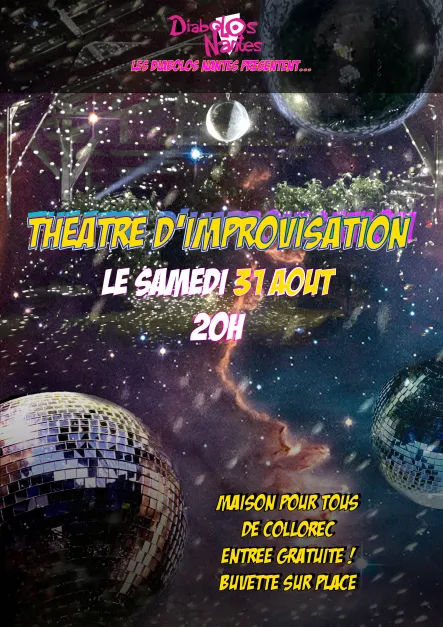 Diabolos
Nantes
LES DIABOLOS NANTES PRESENTENT...
THEATRE D'IMPROVISATION
LE SAMEDI 31 AOUT
20H
MAISON POUR TOUS
DE COLLOREC
ENTREE GRATUITE !
BUVETTE SUR PLACE